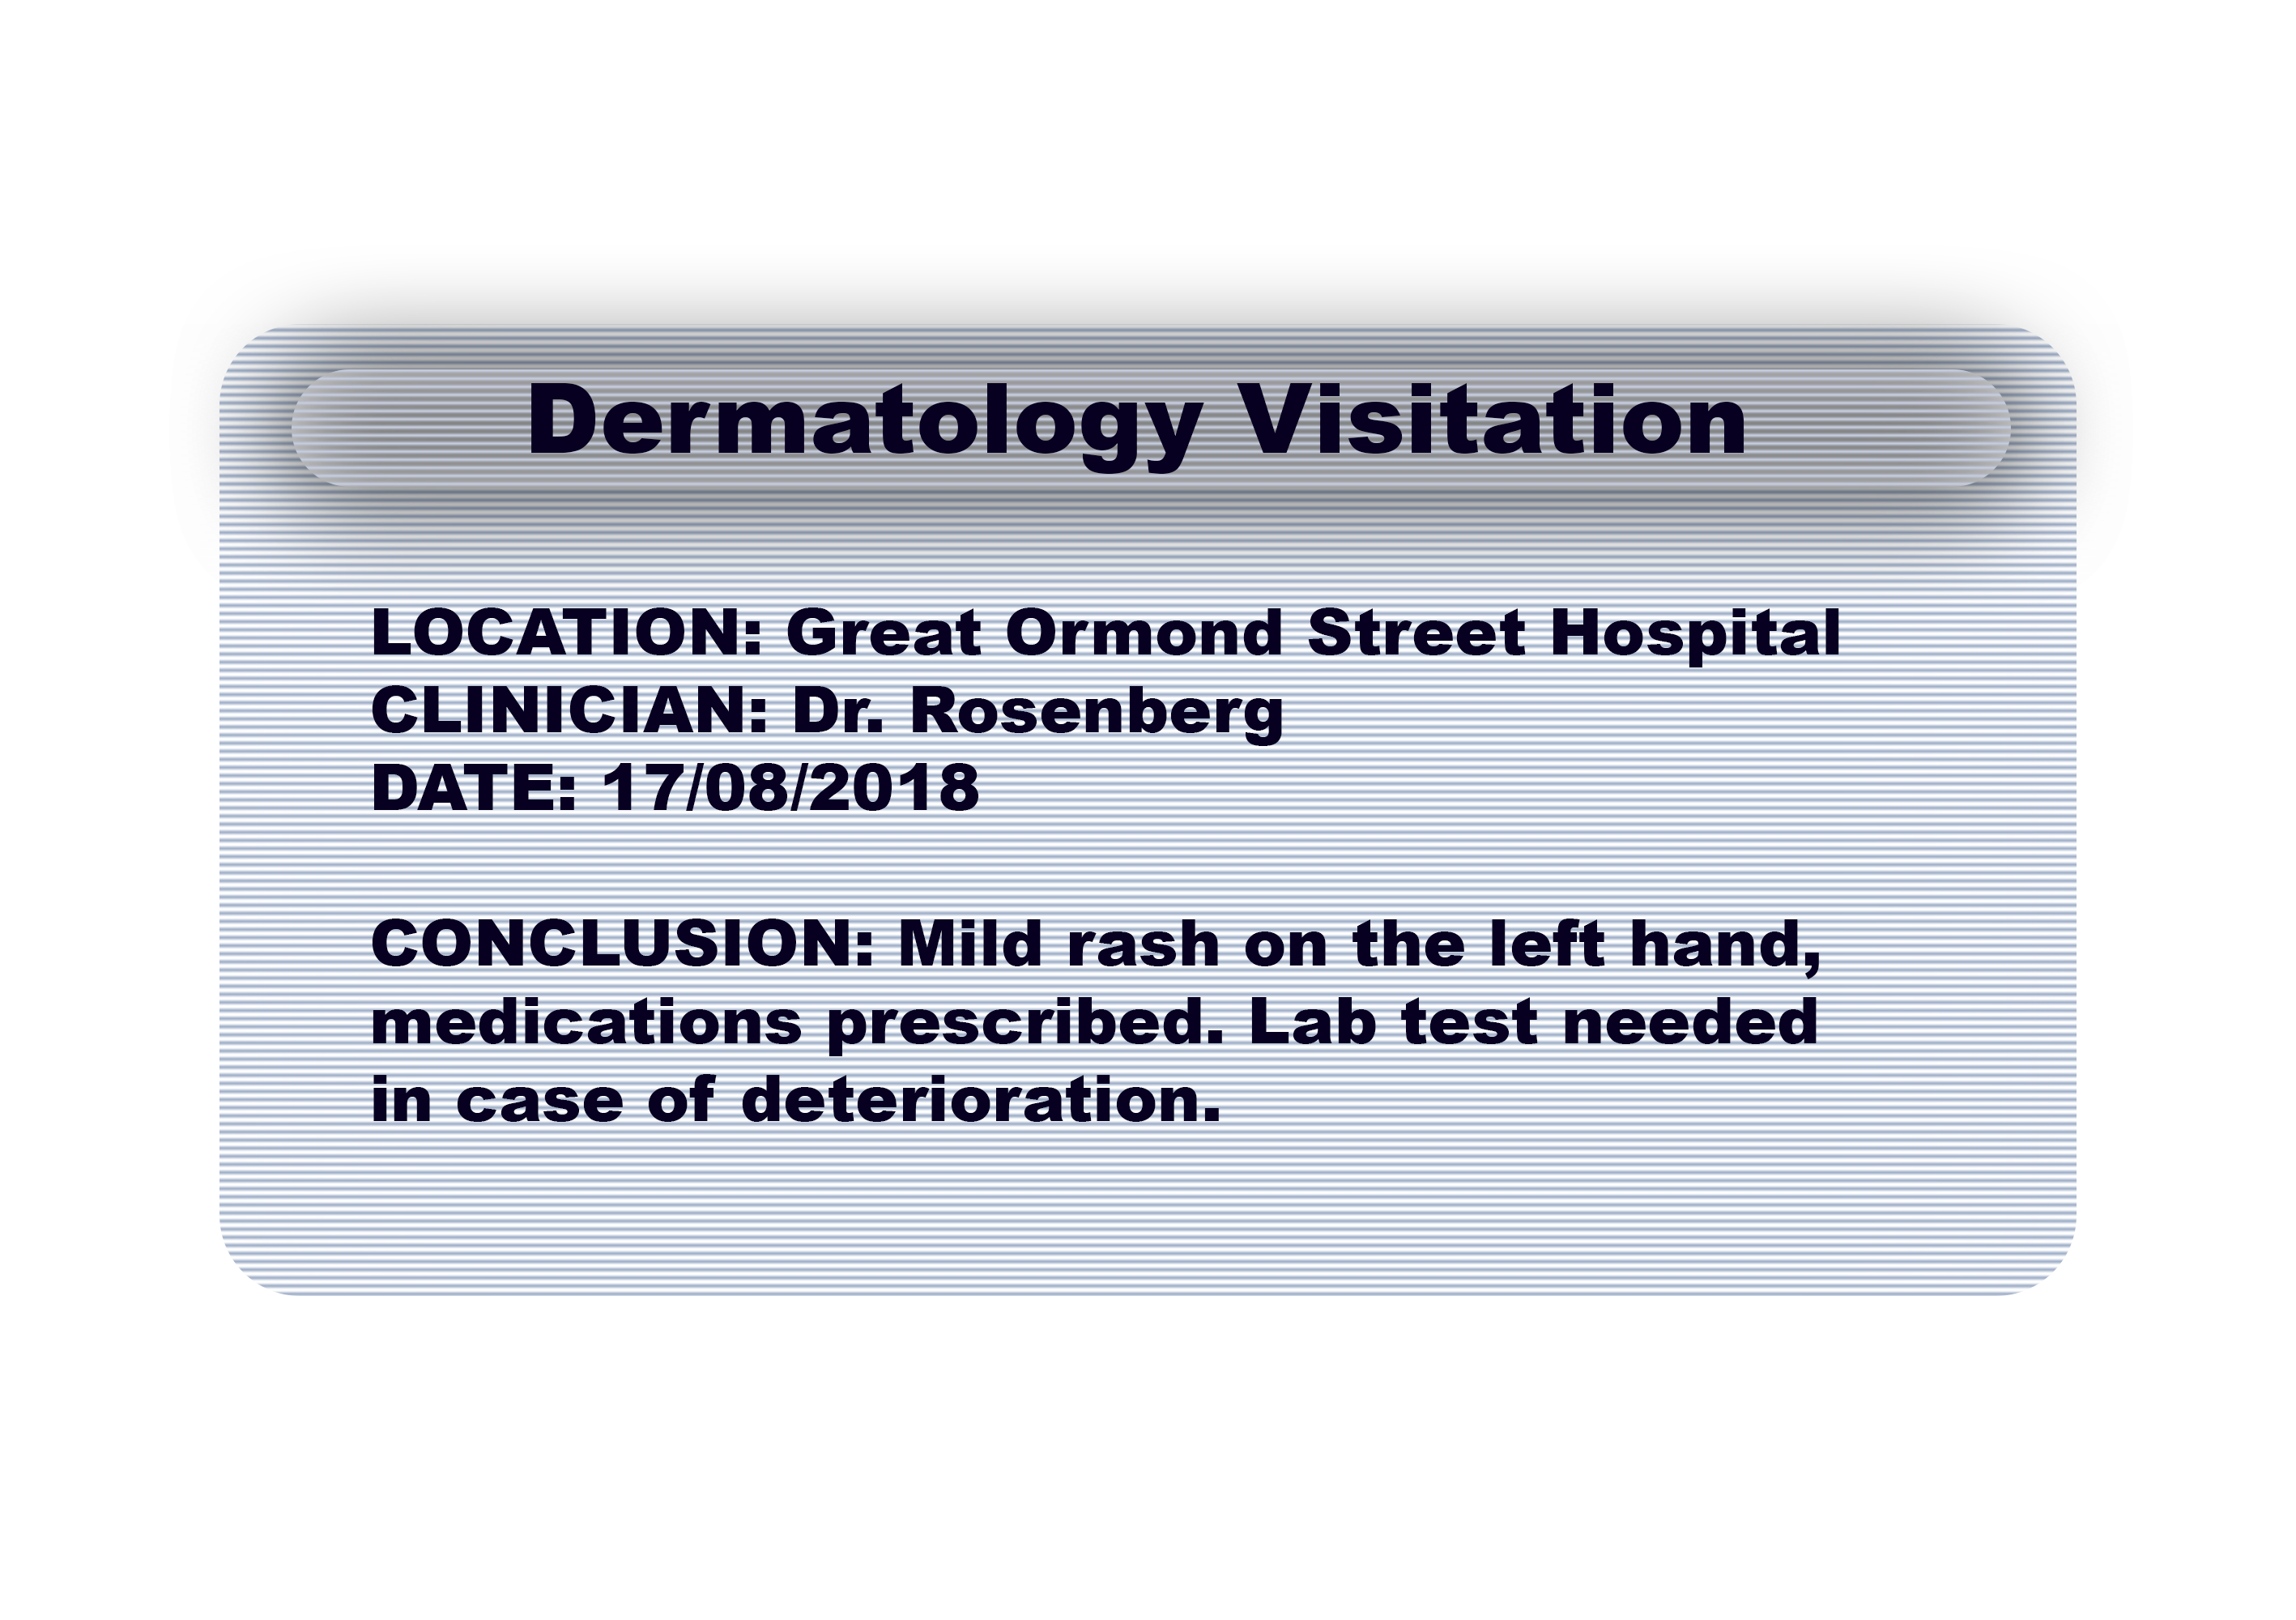 Dermatology Visitation
LOCATION: Great Ormond Street Hospital
CLINICIAN: Dr. Rosenberg
DATE: 17/08/2018
CONCLUSION: Mild rash on the left hand,
medications prescribed. Lab test needed
in case of deterioration.